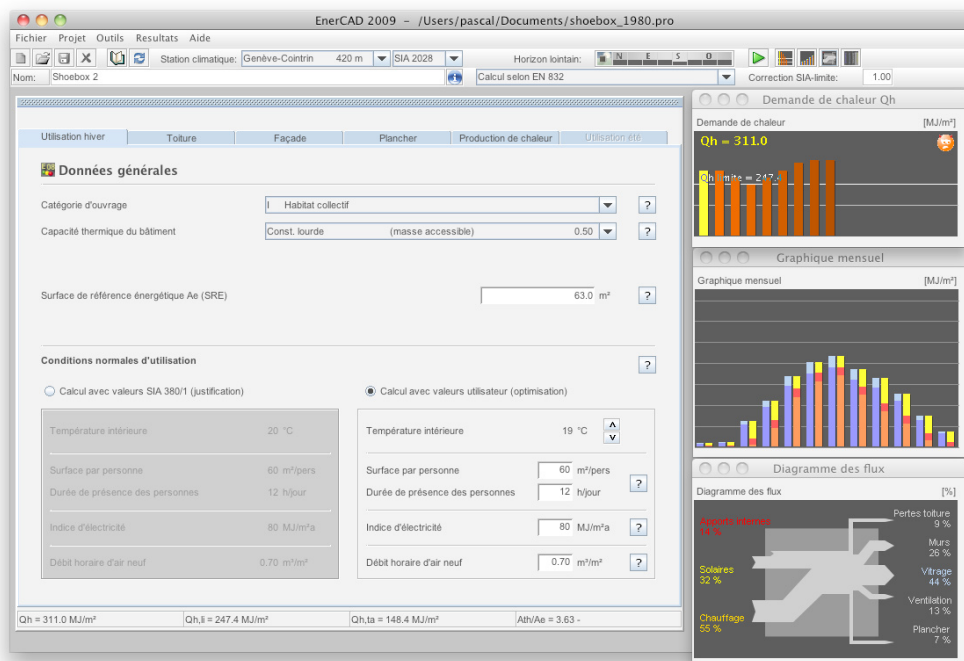 EnerCAD 2009 – /Users/pascal/Documents/shoebox_1980.pro
Fichier Projet Outils Resultats Aide
Station climatique: Genève-Cointrin 420 m SIA 2028 Horizon lointain: N E S O
Nom: Shoebox 2 Calcul selon EN 832 Correction SIA-limite: 1.00
Utilisation hiver Toiture Façade Plancher Production de chaleur Utilisation été
Données générales
Catégorie d'ouvrage I Habitat collectif ?
Capacité thermique du bâtiment Const. lourde (masse accessible) 0.50 ?
Surface de référence énergétique Ae (SRE) 63.0 m² ?
Conditions normales d'utilisation ?
Calcul avec valeurs SIA 380/1 (justification) Calcul avec valeurs utilisateur (optimisation)
Température intérieure 20 °C
Surface par personne 60 m²/pers
Durée de présence des personnes 12 h/jour
Indice d'électricité 80 MJ/m²a
Débit horaire d'air neuf 0.70 m³/m²
Température intérieure 19 °C
Surface par personne 60 m²/pers
Durée de présence des personnes 12 h/jour ?
Indice d'électricité 80 MJ/m²a ?
Débit horaire d'air neuf 0.70 m³/m² ?
Qh = 311.0 MJ/m² Qh,li = 247.4 MJ/m² Qh,ta = 148.4 MJ/m² Ath/Ae = 3.63 -
Demande de chaleur Qh
Demande de chaleur [MJ/m²]
Qh = 311.0
Qh limite = 247.4
Graphique mensuel
Graphique mensuel [MJ/m²]
Diagramme des flux
Diagramme des flux [%]
Apports internes
14 %
Solaires
32 %
Chauffage
55 %
Pertes toiture
9 %
Murs
26 %
Vitrage
44 %
Ventilation
13 %
Plancher
7 %